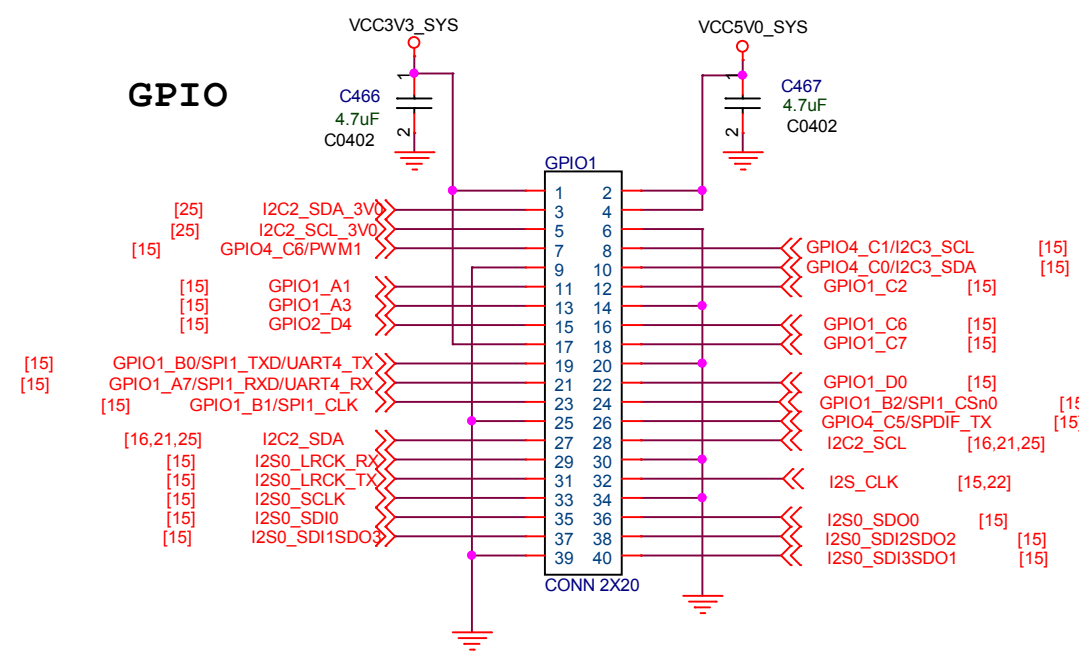 VCC3V3_SYS
VCC5V0_SYS
GPIO
1
C466
4.7uF
C0402
2
1
C467
4.7uF
C0402
2
GPIO1
1 2
[25] I2C2_SDA_3V0 3 4
[25] I2C2_SCL_3V0 5 6
[15] GPIO4_C6/PWM1 7 8 GPIO4_C1/I2C3_SCL [15]
9 10 GPIO4_C0/I2C3_SDA [15]
[15] GPIO1_A1 11 12 GPIO1_C2 [15]
[15] GPIO1_A3 13 14
[15] GPIO2_D4 15 16 GPIO1_C6 [15]
17 18 GPIO1_C7 [15]
[15] GPIO1_B0/SPI1_TXD/UART4_TX 19 20
[15] GPIO1_A7/SPI1_RXD/UART4_RX 21 22 GPIO1_D0 [15]
[15] GPIO1_B1/SPI1_CLK 23 24 GPIO1_B2/SPI1_CSn0 [15
25 26 GPIO4_C5/SPDIF_TX [15]
[16,21,25] I2C2_SDA 27 28 I2C2_SCL [16,21,25]
[15] I2S0_LRCK_RX 29 30
[15] I2S0_LRCK_TX 31 32 I2S_CLK [15,22]
[15] I2S0_SCLK 33 34
[15] I2S0_SDI0 35 36 I2S0_SDO0 [15]
[15] I2S0_SDI1SDO3 37 38 I2S0_SDI2SDO2 [15]
39 40 I2S0_SDI3SDO1 [15]
CONN 2X20